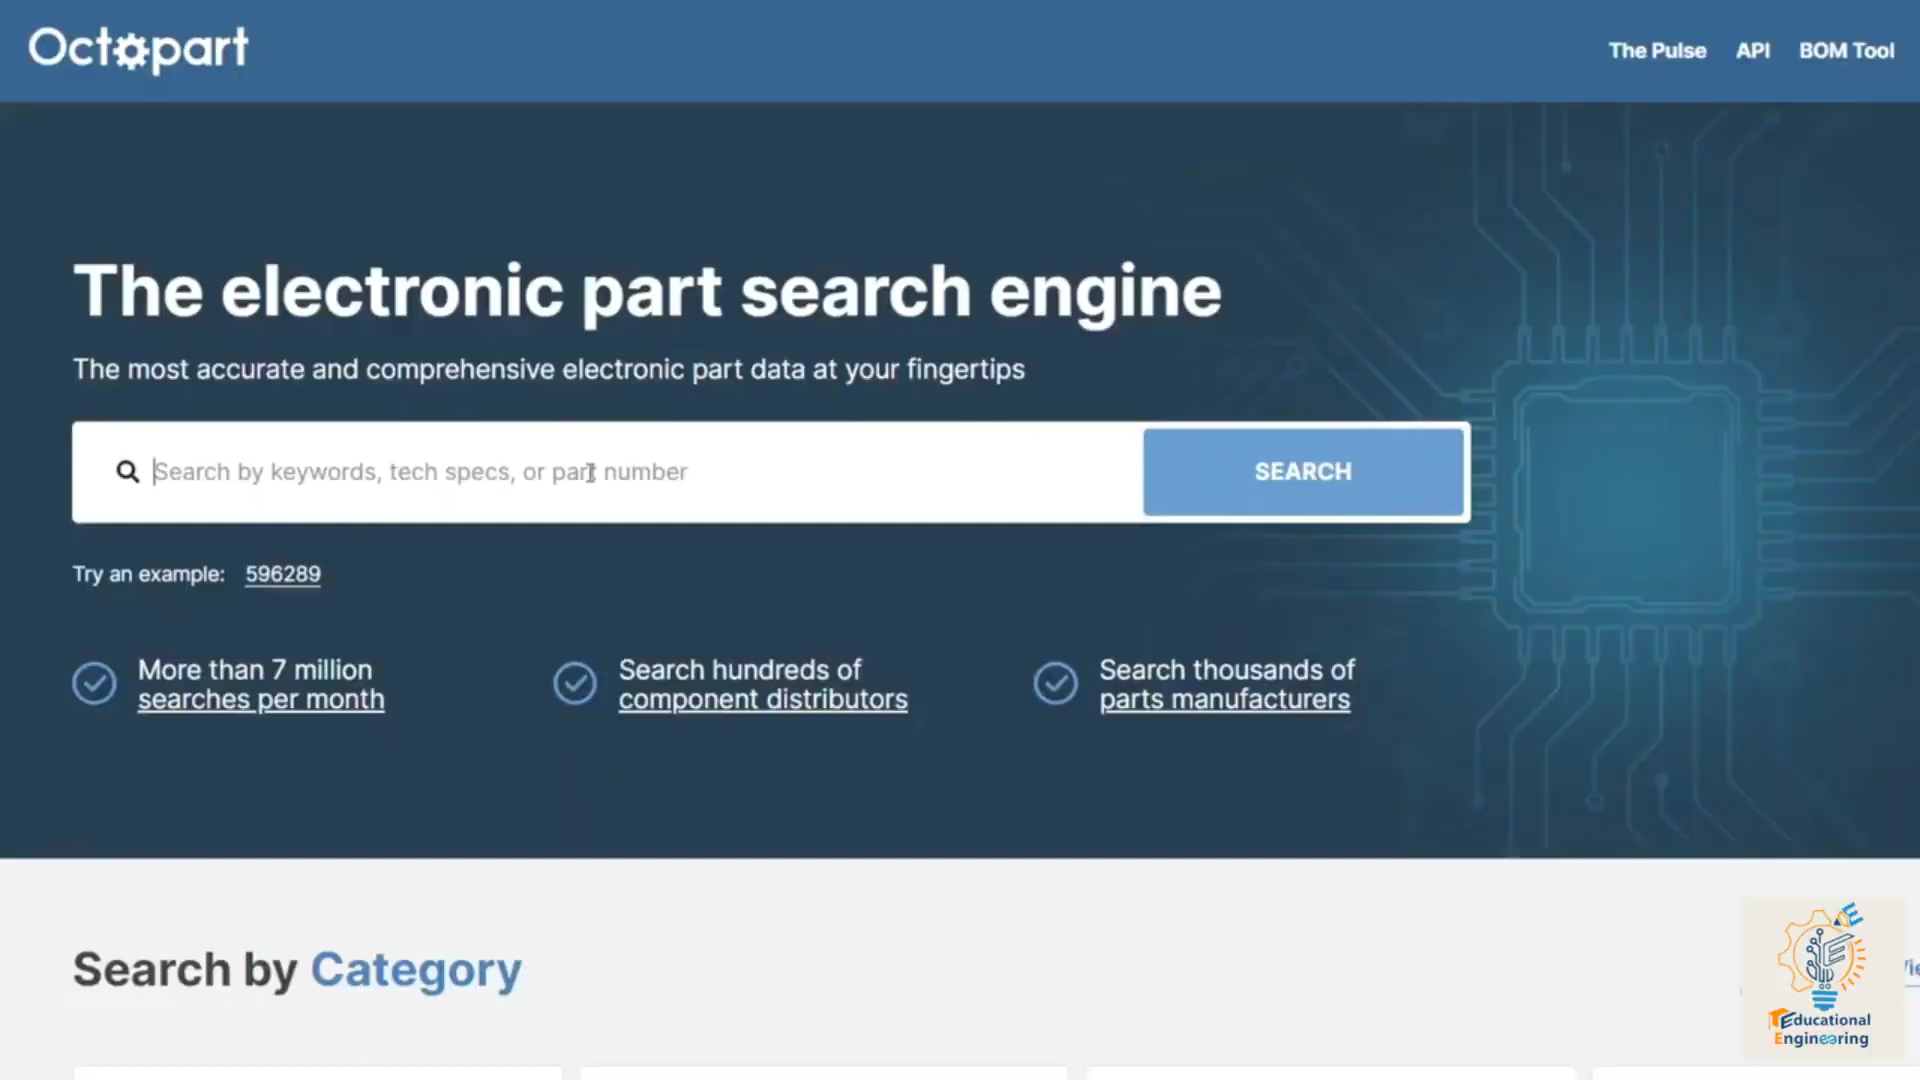 Octopart
The Pulse API BOM Tool
The electronic part search engine
The most accurate and comprehensive electronic part data at your fingertips
Search by keywords, tech specs, or part number
SEARCH
Try an example: 596289
More than 7 million
searches per month
Search hundreds of
component distributors
Search thousands of
parts manufacturers
Search by Category
Educational
Engineering